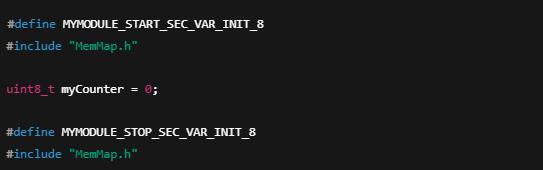 #define MYMODULE_START_SEC_VAR_INIT_8
#include "MemMap.h"
uint8_t myCounter = 0;
#define MYMODULE_STOP_SEC_VAR_INIT_8
#include "MemMap.h"